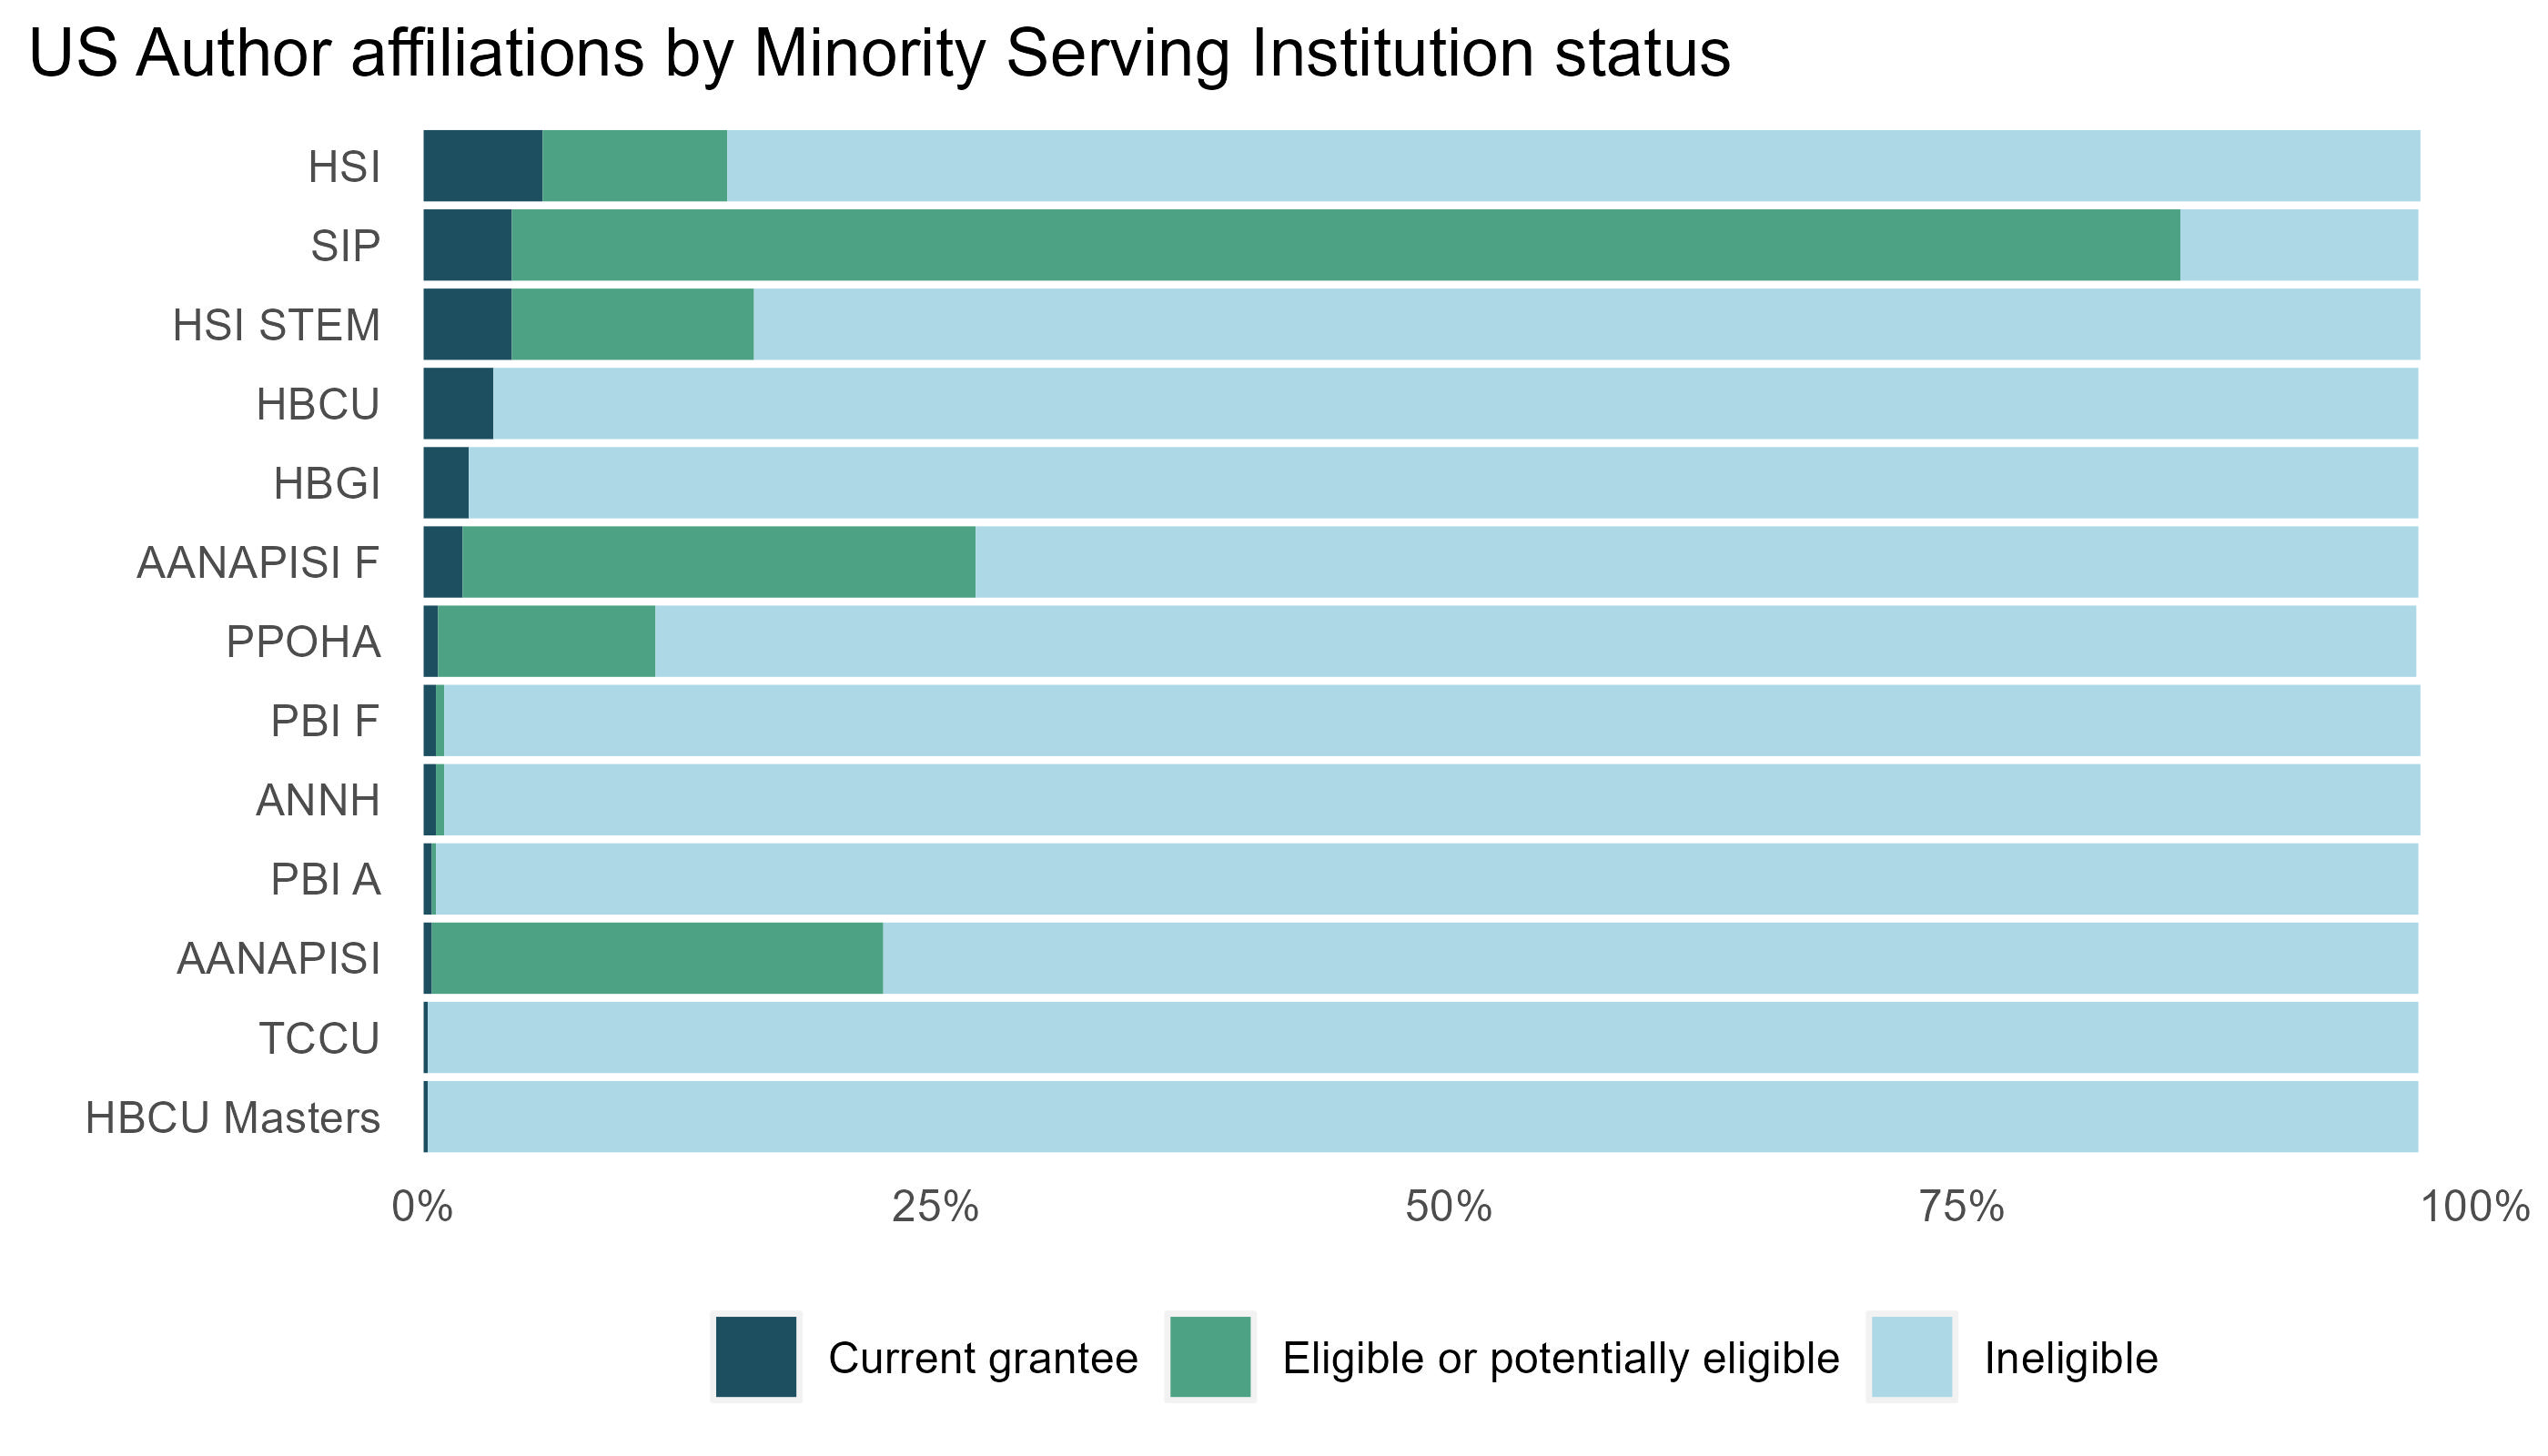 US Author affiliations by Minority Serving Institution status
HSI
SIP
HSI STEM
HBCU
HBGI
AANAPISI F
PPOHA
PBI F
ANNH
PBI A
AANAPISI
TCCU
HBCU Masters
0% 25% 50% 75% 100%
Current grantee Eligible or potentially eligible Ineligible